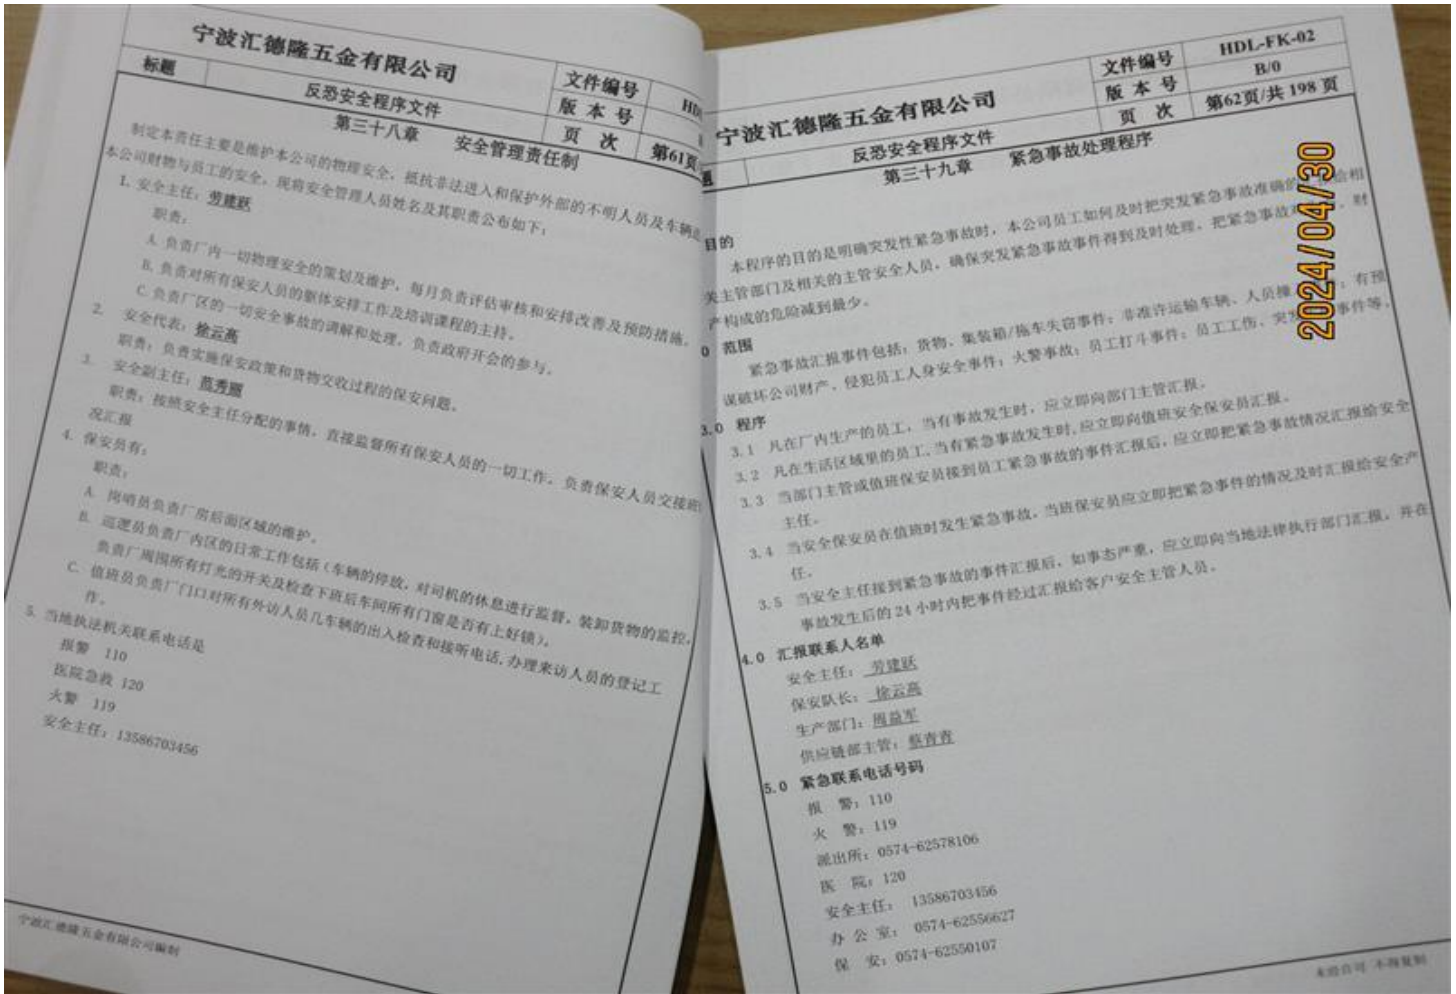 宁波汇德隆五金有限公司
文件编号
版 本 号
页 次
第61页
标题
反恐安全程序文件
第三十八章 安全管理责任制
制定本责任主要是维护本公司的物理安全，抵抗非法进入和保护外部的不明人员及车辆
本公司财物与员工的安全，现将安全管理人员姓名及其职责公布如下：
1. 安全主任：劳建跃
职责：
A. 负责厂内一切物理安全的策划及维护，每月负责评估审核和安排改善及预防措施。
B. 负责对所有保安人员的躯体安排工作及培训课程的主持。
C. 负责厂区的一切安全事故的调解和处理，负责政府开会的参与。
2. 安全代表：徐云高
职责：负责实施保安政策和货物交收过程的保安问题。
3. 安全副主任：范秀丽
职责：按照安全主任分配的事情，直接监督所有保安人员的一切工作，负责保安人员交接班
况汇报
4. 保安员有：
职责：
A. 岗哨员负责厂房后面区域的维护。
B. 巡逻员负责厂内区的日常工作包括（车辆的停放，对司机的休息进行监督，装卸货物的监控，
负责厂周围所有灯光的开关及检查下班后车间所有门窗是否有上好锁）。
C. 值班员负责厂门口对所有外访人员几车辆的出入检查和接听电话,办理来访人员的登记工
作。
5. 当地执法机关联系电话是
报警 110
医院急救 120
火警 119
安全主任：13586703456
宁波汇德隆五金有限公司编制
宁波汇德隆五金有限公司
文件编号 HDL-FK-02
版 本 号 B/0
页 次 第62页/共 198 页
反恐安全程序文件
第三十九章 紧急事故处理程序
目的
本程序的目的是明确突发性紧急事故时，本公司员工如何及时把突发紧急事故准确的 给相
关主管部门及相关的主管安全人员，确保突发紧急事故事件得到及时处理，把紧急事故 ，财
产构成的危险减到最少。
0 范围
紧急事故汇报事件包括：货物、集装箱/拖车失窃事件；非准许运输车辆、人员 ；有预
谋破坏公司财产、侵犯员工人身安全事件；火警事故；员工打斗事件；员工工伤、突 事件等。
3.0 程序
3.1 凡在厂内生产的员工，当有事故发生时，应立即向部门主管汇报。
3.2 凡在生活区域里的员工,当有紧急事故发生时,应立即向值班安全保安员汇报。
3.3 当部门主管或值班保安员接到员工紧急事故的事件汇报后，应立即把紧急事故情况汇报给安全
主任。
3.4 当安全保安员在值班时发生紧急事故，当班保安员应立即把紧急事件的情况及时汇报给安全
任。
3.5 当安全主任接到紧急事故的事件汇报后，如事态严重，应立即向当地法律执行部门汇报，并在
事故发生后的 24 小时内把事件经过汇报给客户安全主管人员。
4.0 汇报联系人名单
安全主任：劳建跃
保安队长：徐云高
生产部门：周益军
供应链部主管：蔡青青
5.0 紧急联系电话号码
报 警：110
火 警：119
派出所：0574-62578106
医 院：120
安全主任： 13586703456
办 公 室：0574-62556627
保 安：0574-62550107
未经许可 不得复制
2024/04/30